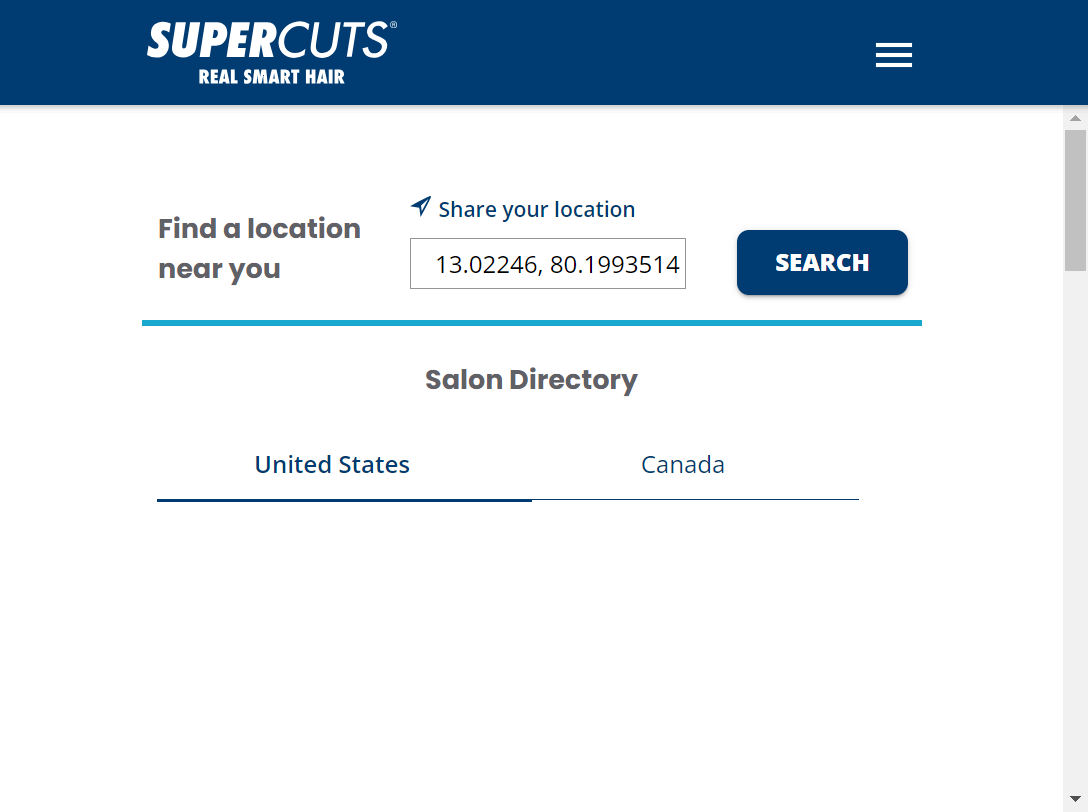 SUPERCUTS®
REAL SMART HAIR
Share your location
Find a location
near you
13.02246, 80.1993514
SEARCH
Salon Directory
United States
Canada